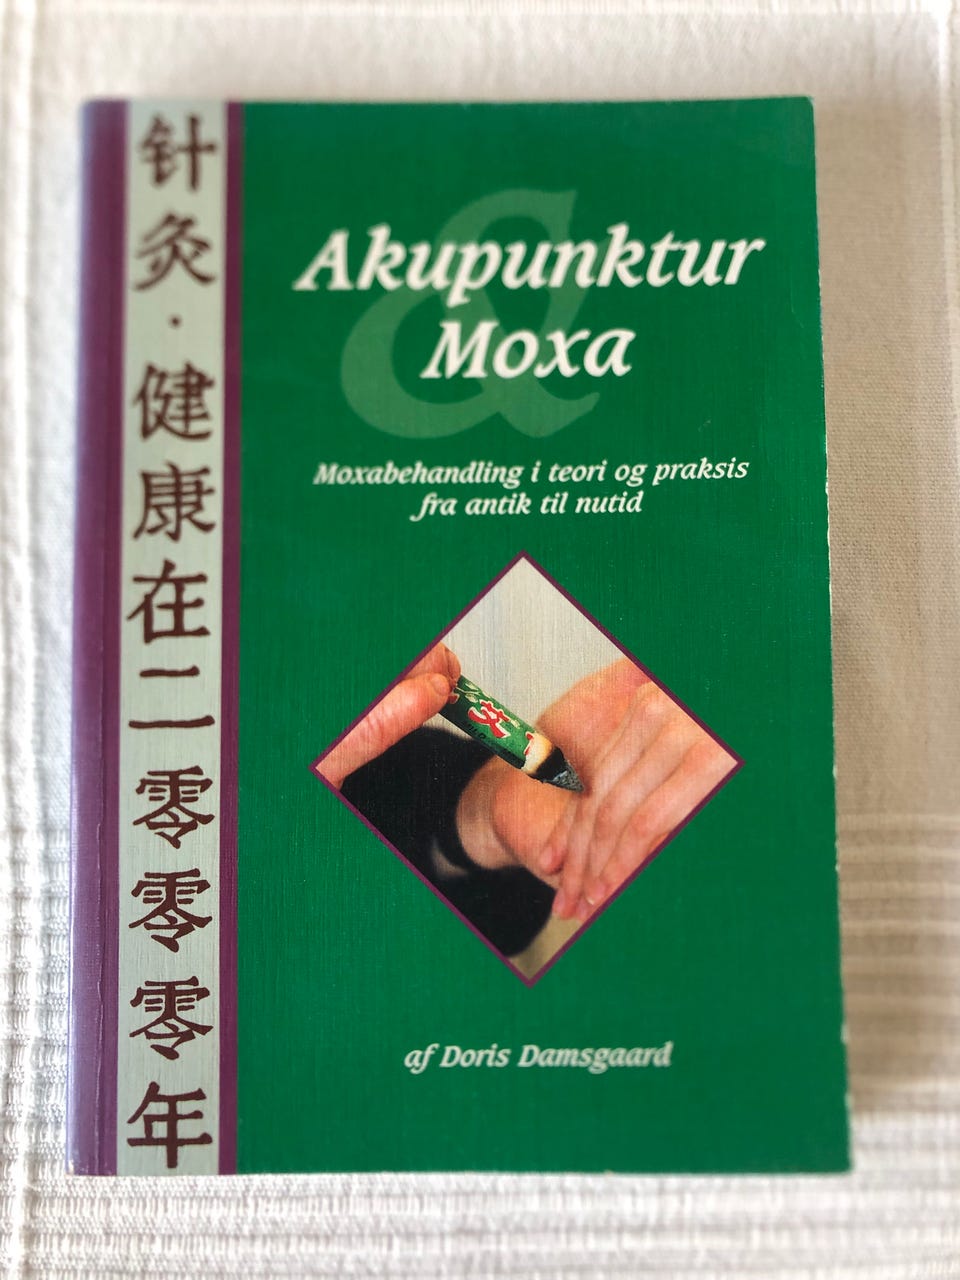 针灸·健康在二零零零年
Akupunktur
&
Moxa
Moxabehandling i teori og praksis
fra antik til nutid
艾
af Doris Damsgaard